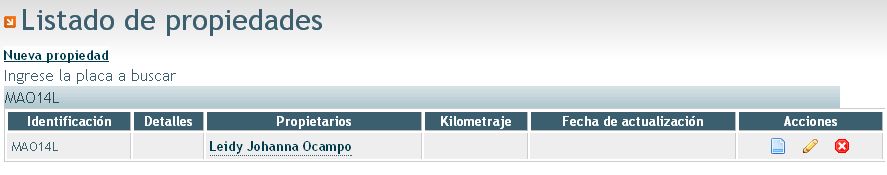 Listado de propiedades
Nueva propiedad
Ingrese la placa a buscar
MAO14L
Identificación Detalles Propietarios Kilometraje Fecha de actualización Acciones
MAO14L Leidy Johanna Ocampo